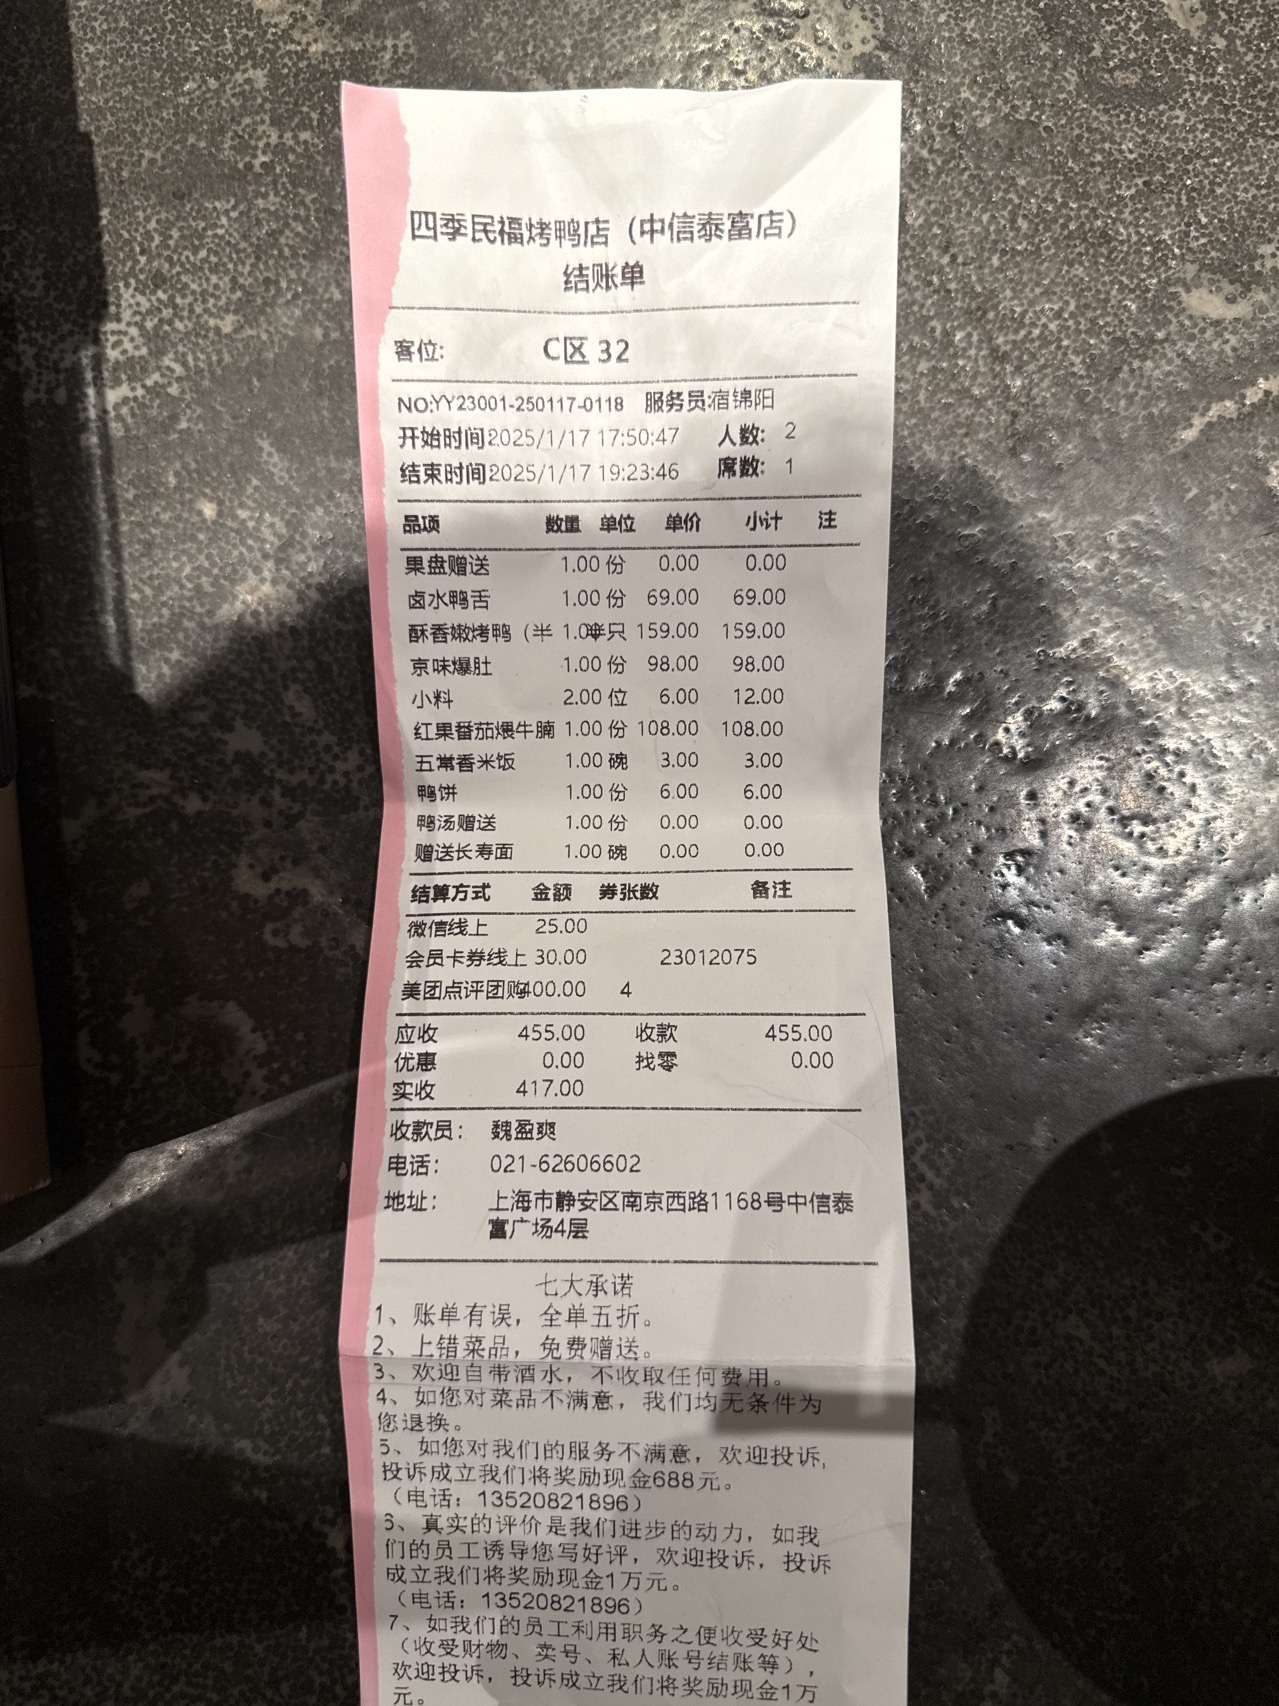 四季民福烤鸭店（中信泰富店）
结账单
客位: C区 32
NO:YY23001-250117-0118 服务员:宿锦阳
开始时间2025/1/17 17:50:47 人数: 2
结束时间2025/1/17 19:23:46 席数: 1
品项 数量 单位 单价 小计 注
果盘赠送 1.00 份 0.00 0.00
卤水鸭舌 1.00 份 69.00 69.00
酥香嫩烤鸭（半 1.00半只 159.00 159.00
京味爆肚 1.00 份 98.00 98.00
小料 2.00 位 6.00 12.00
红果番茄煨牛腩 1.00 份 108.00 108.00
五常香米饭 1.00 碗 3.00 3.00
鸭饼 1.00 份 6.00 6.00
鸭汤赠送 1.00 份 0.00 0.00
赠送长寿面 1.00 碗 0.00 0.00
结算方式 金额 券张数 备注
微信线上 25.00
会员卡券线上 30.00 23012075
美团点评团购400.00 4
应收 455.00 收款 455.00
优惠 0.00 找零 0.00
实收 417.00
收款员: 魏盈爽
电话: 021-62606602
地址: 上海市静安区南京西路1168号中信泰
富广场4层
七大承诺
1、账单有误，全单五折。
2、上错菜品，免费赠送。
3、欢迎自带酒水，不收取任何费用。
4、如您对菜品不满意，我们均无条件为
您退换。
5、如您对我们的服务不满意，欢迎投诉,
投诉成立我们将奖励现金688元。
（电话：13520821896）
6、真实的评价是我们进步的动力，如我
们的员工诱导您写好评，欢迎投诉，投诉
成立我们将奖励现金1万元。
（电话：13520821896）
7、如我们的员工利用职务之便收受好处
（收受财物、卖号、私人账号结账等），
欢迎投诉，投诉成立我们将奖励现金1万
元。